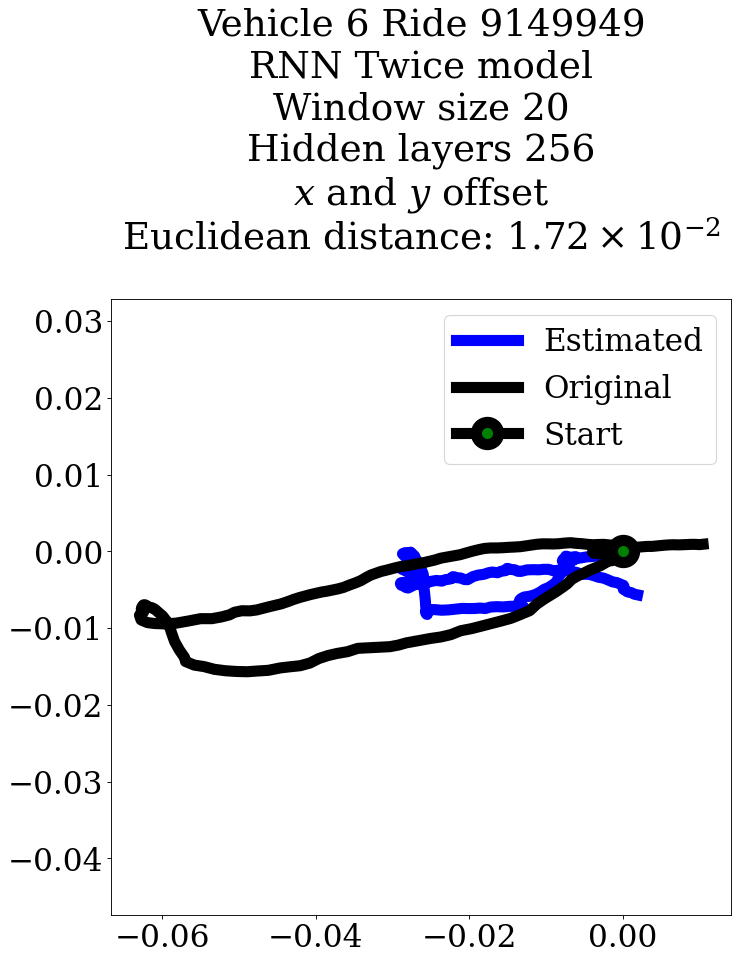 Vehicle 6 Ride 9149949
RNN Twice model
Window size 20
Hidden layers 256
x and y offset
Euclidean distance: 1.72 × 10⁻²
Estimated
Original
Start
0.03
0.02
0.01
0.00
−0.01
−0.02
−0.03
−0.04
−0.06 −0.04 −0.02 0.00